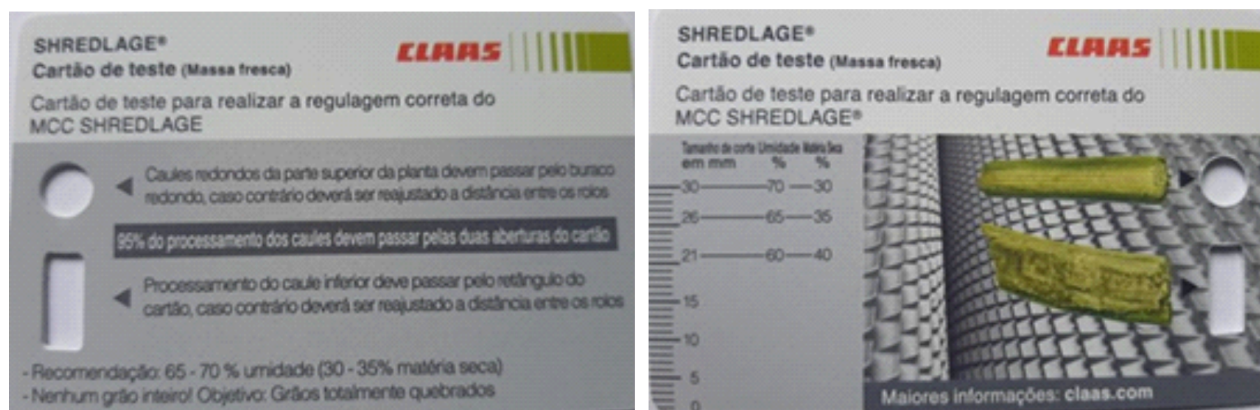 SHREDLAGE®
CLAAS
Cartão de teste (Massa fresca)
Cartão de teste para realizar a regulagem correta do
MCC SHREDLAGE
Caules redondos da parte superior da planta devem passar pelo buraco
redondo, caso contrário deverá ser reajustado a distância entre os rolos
95% do processamento dos caules devem passar pelas duas aberturas do cartão
Processamento do caule inferior deve passar pelo retângulo do
cartão, caso contrário deverá ser reajustado a distância entre os rolos
- Recomendação: 65 - 70 % umidade (30 - 35% matéria seca)
- Nenhum grão inteiro! Objetivo: Grãos totalmente quebrados
SHREDLAGE®
CLAAS
Cartão de teste (Massa fresca)
Cartão de teste para realizar a regulagem correta do
MCC SHREDLAGE®
Tamanho de corte Umidade Matéria Seca
em mm % %
30 70 30
26 65 35
21 60 40
15
10
5
0
Maiores informações: claas.com